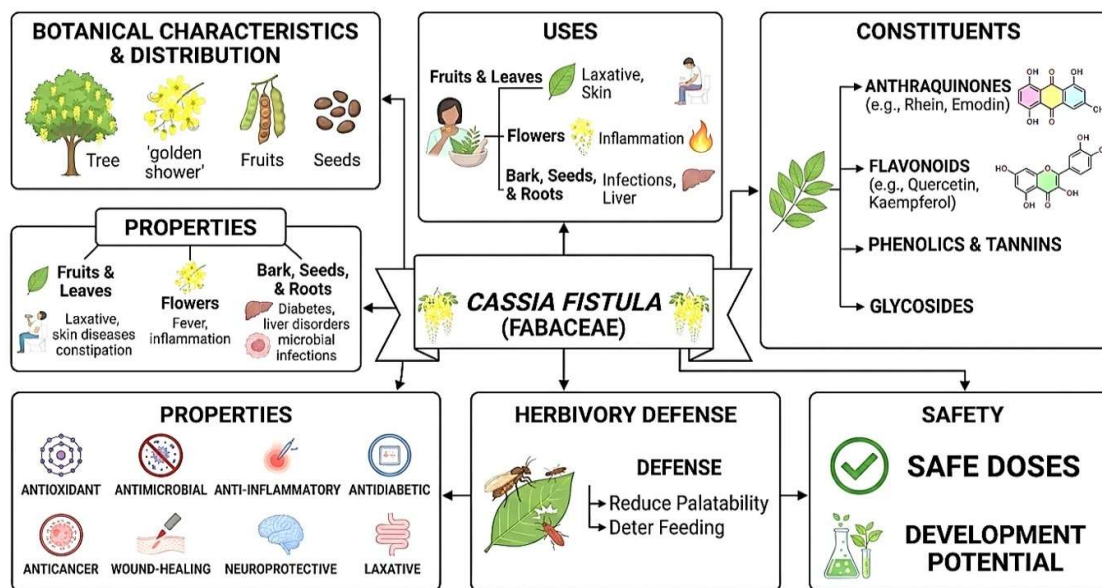 BOTANICAL CHARACTERISTICS
& DISTRIBUTION
Tree
'golden
shower'
Fruits
Seeds
USES
Fruits & Leaves
Laxative,
Skin
Flowers
Inflammation
Bark, Seeds,
& Roots
Infections,
Liver
CONSTITUENTS
ANTHRAQUINONES
(e.g., Rhein, Emodin)
OH
O
OH
OH
O
CH
FLAVONOIDS
(e.g., Quercetin,
Kaempferol)
OH
HO
O
OH
OH
O
PHENOLICS & TANNINS
GLYCOSIDES
PROPERTIES
Fruits &
Leaves
Laxative,
skin diseases
constipation
Flowers
Fever,
inflammation
Bark, Seeds,
& Roots
Diabetes,
liver disorders
microbial
infections
CASSIA FISTULA
(FABACEAE)
PROPERTIES
ANTIOXIDANT
ANTIMICROBIAL
ANTI-INFLAMMATORY
ANTIDIABETIC
ANTICANCER
WOUND-HEALING
NEUROPROTECTIVE
LAXATIVE
HERBIVORY DEFENSE
DEFENSE
Reduce Palatability
Deter Feeding
SAFETY
SAFE DOSES
DEVELOPMENT
POTENTIAL